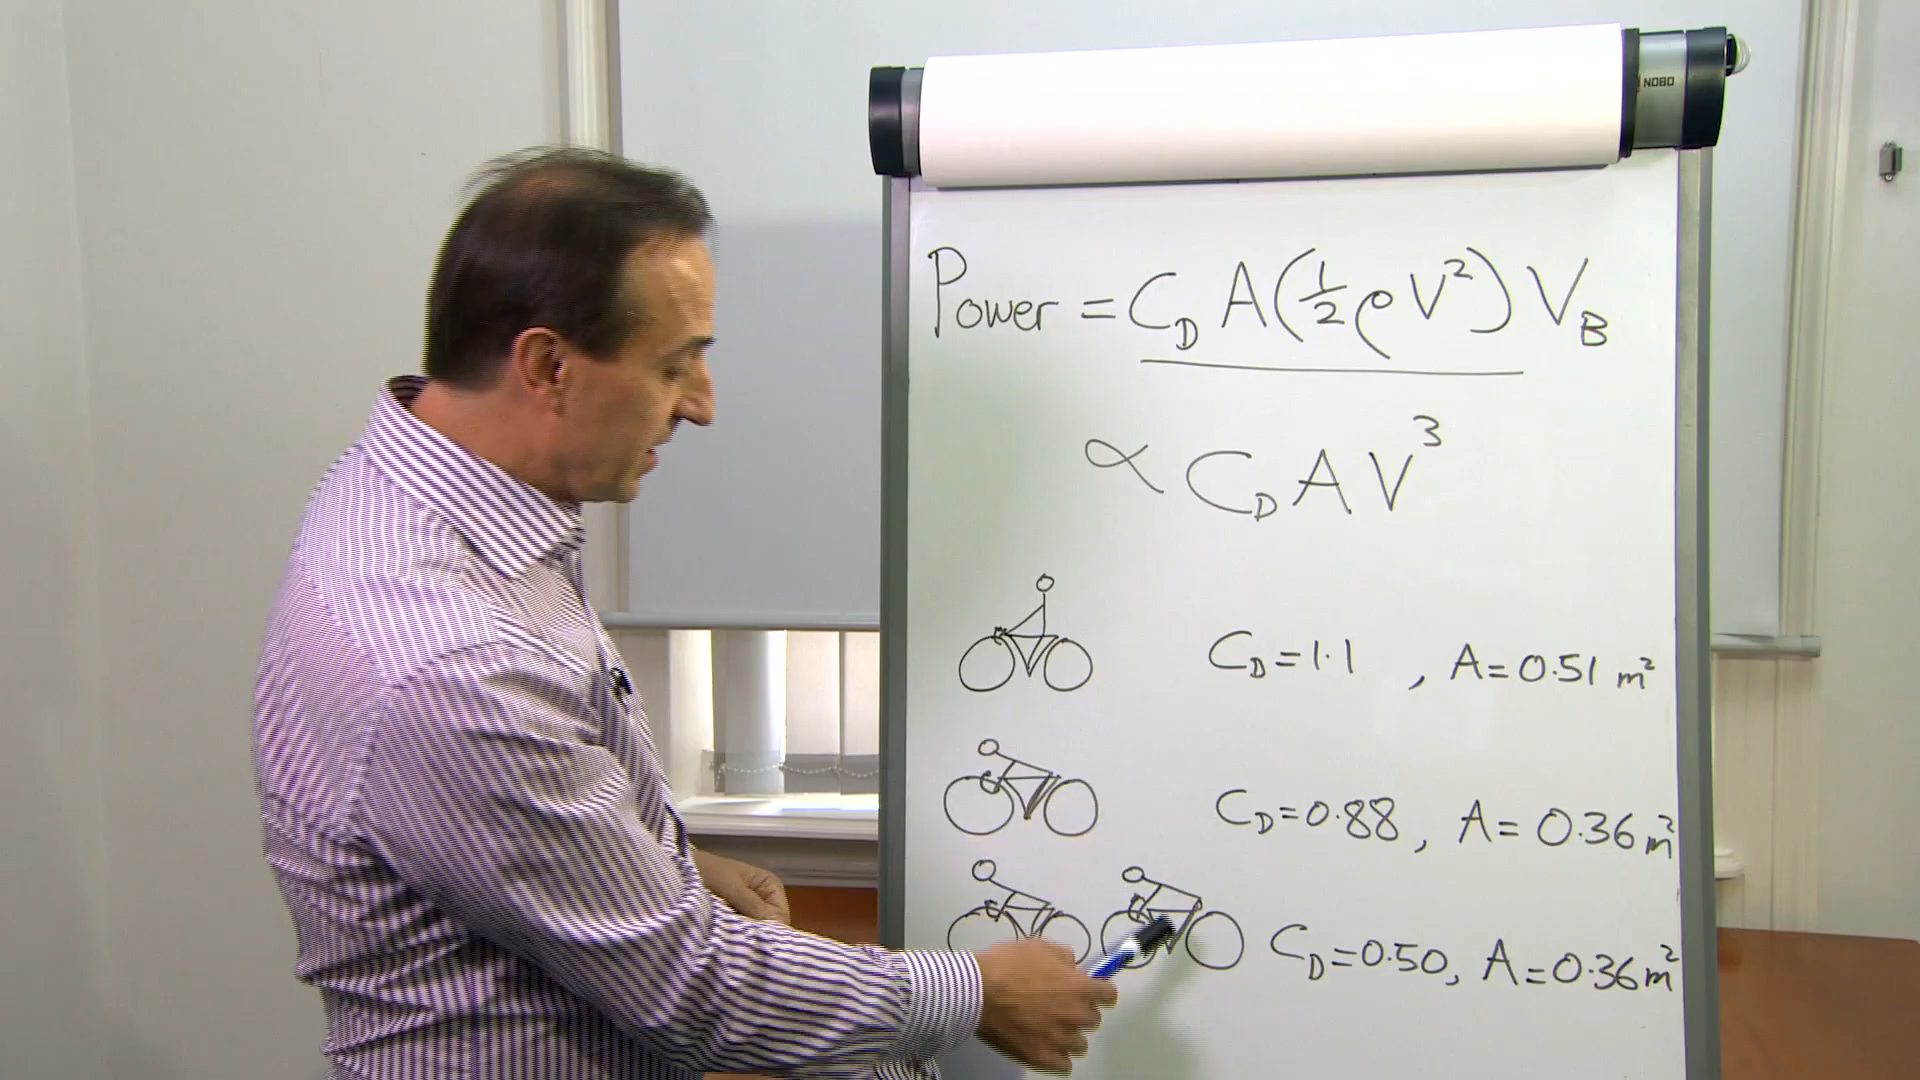 NOBO
Power = C_D A(½ρV²) V_B
∝ C_D A V³
C_D=1·1 , A=0·51 m²
C_D=0·88 , A=0·36 m²
C_D=0·50, A=0·36 m²